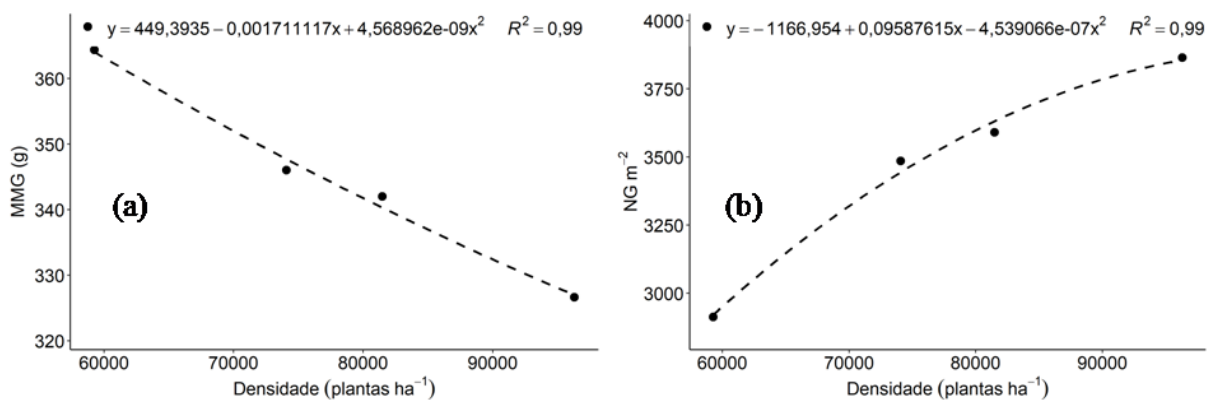 y = 449,3935 − 0,001711117x + 4,568962e-09x² R² = 0,99
MMG (g)
360
350
340
330
320
(a)
60000 70000 80000 90000
Densidade (plantas ha⁻¹)
y = −1166,954 + 0,09587615x − 4,539066e-07x² R² = 0,99
NG m⁻²
4000
3750
3500
3250
3000
(b)
60000 70000 80000 90000
Densidade (plantas ha⁻¹)